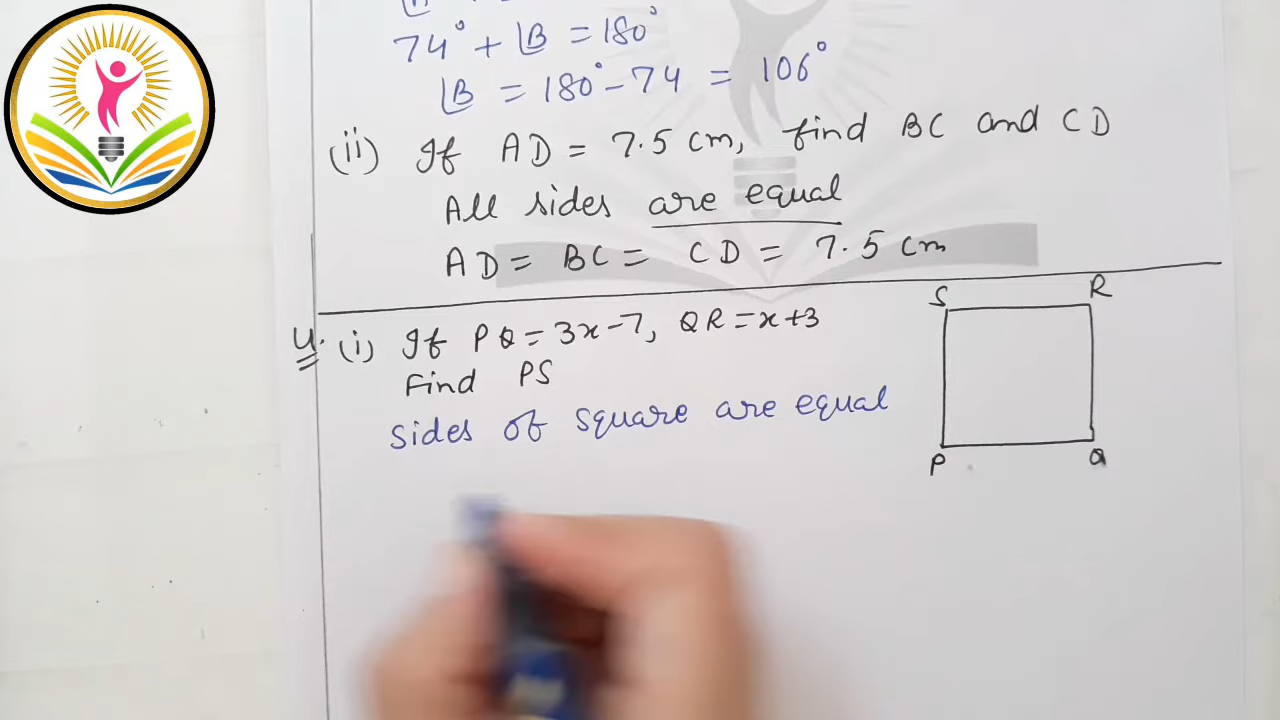 74° + ∠B = 180°
∠B = 180° - 74 = 106°
(ii) If AD = 7.5 cm, find BC and CD
All sides are equal
AD = BC = CD = 7.5 cm
4. (i) If PQ = 3x-7, QR = x+3
Find PS
sides of square are equal
S R
P Q